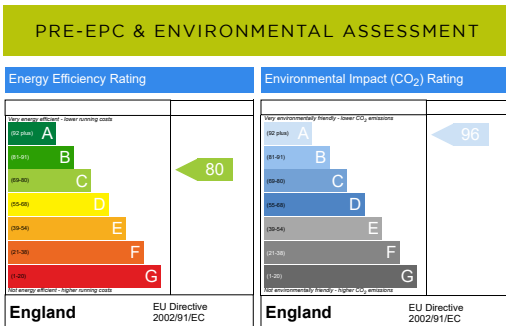 PRE-EPC & ENVIRONMENTAL ASSESSMENT
Energy Efficiency Rating
Very energy efficient - lower running costs
(92 plus) A
(81-91) B
(69-80) C
(55-68) D
(39-54) E
(21-38) F
(1-20) G
80
Not energy efficient - higher running costs
England
EU Directive
2002/91/EC
Environmental Impact (CO₂) Rating
Very environmentally friendly - lower CO₂ emissions
(92 plus) A
(81-91) B
(69-80) C
(55-68) D
(39-54) E
(21-38) F
(1-20) G
96
Not environmentally friendly - higher CO₂ emissions
England
EU Directive
2002/91/EC